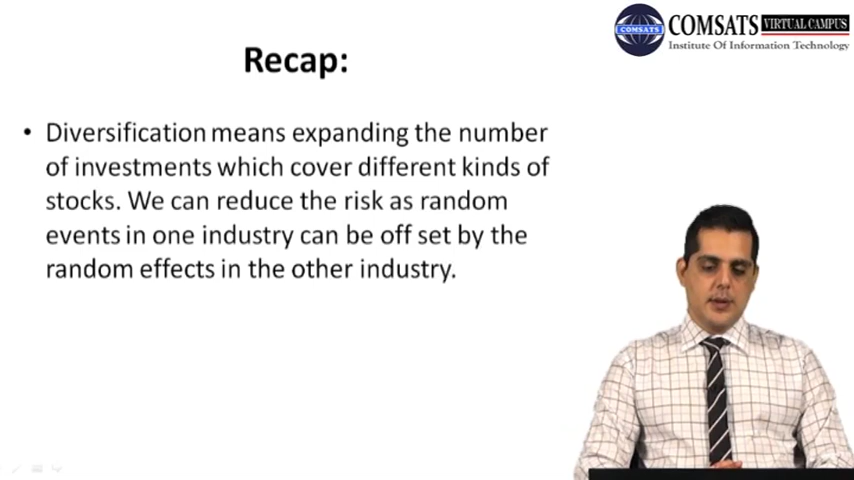 COMSATS
COMSATS VIRTUAL CAMPUS
Institute Of Information Technology
Recap:
• Diversification means expanding the number
of investments which cover different kinds of
stocks. We can reduce the risk as random
events in one industry can be off set by the
random effects in the other industry.